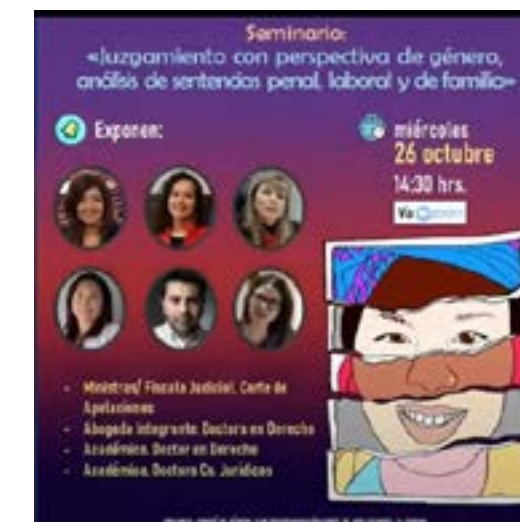 Seminario:
«Juzgamiento con perspectiva de género,
análisis de sentencias penal, laboral y de familia»
Exponen:
miércoles
26 octubre
14:30 hrs.
Vía zoom
- Ministras/ Fiscala Judicial, Corte de
Apelaciones
- Abogada integrante, Doctora en Derecho
- Académico, Doctor en Derecho
- Académica, Doctora Cs. Jurídicas